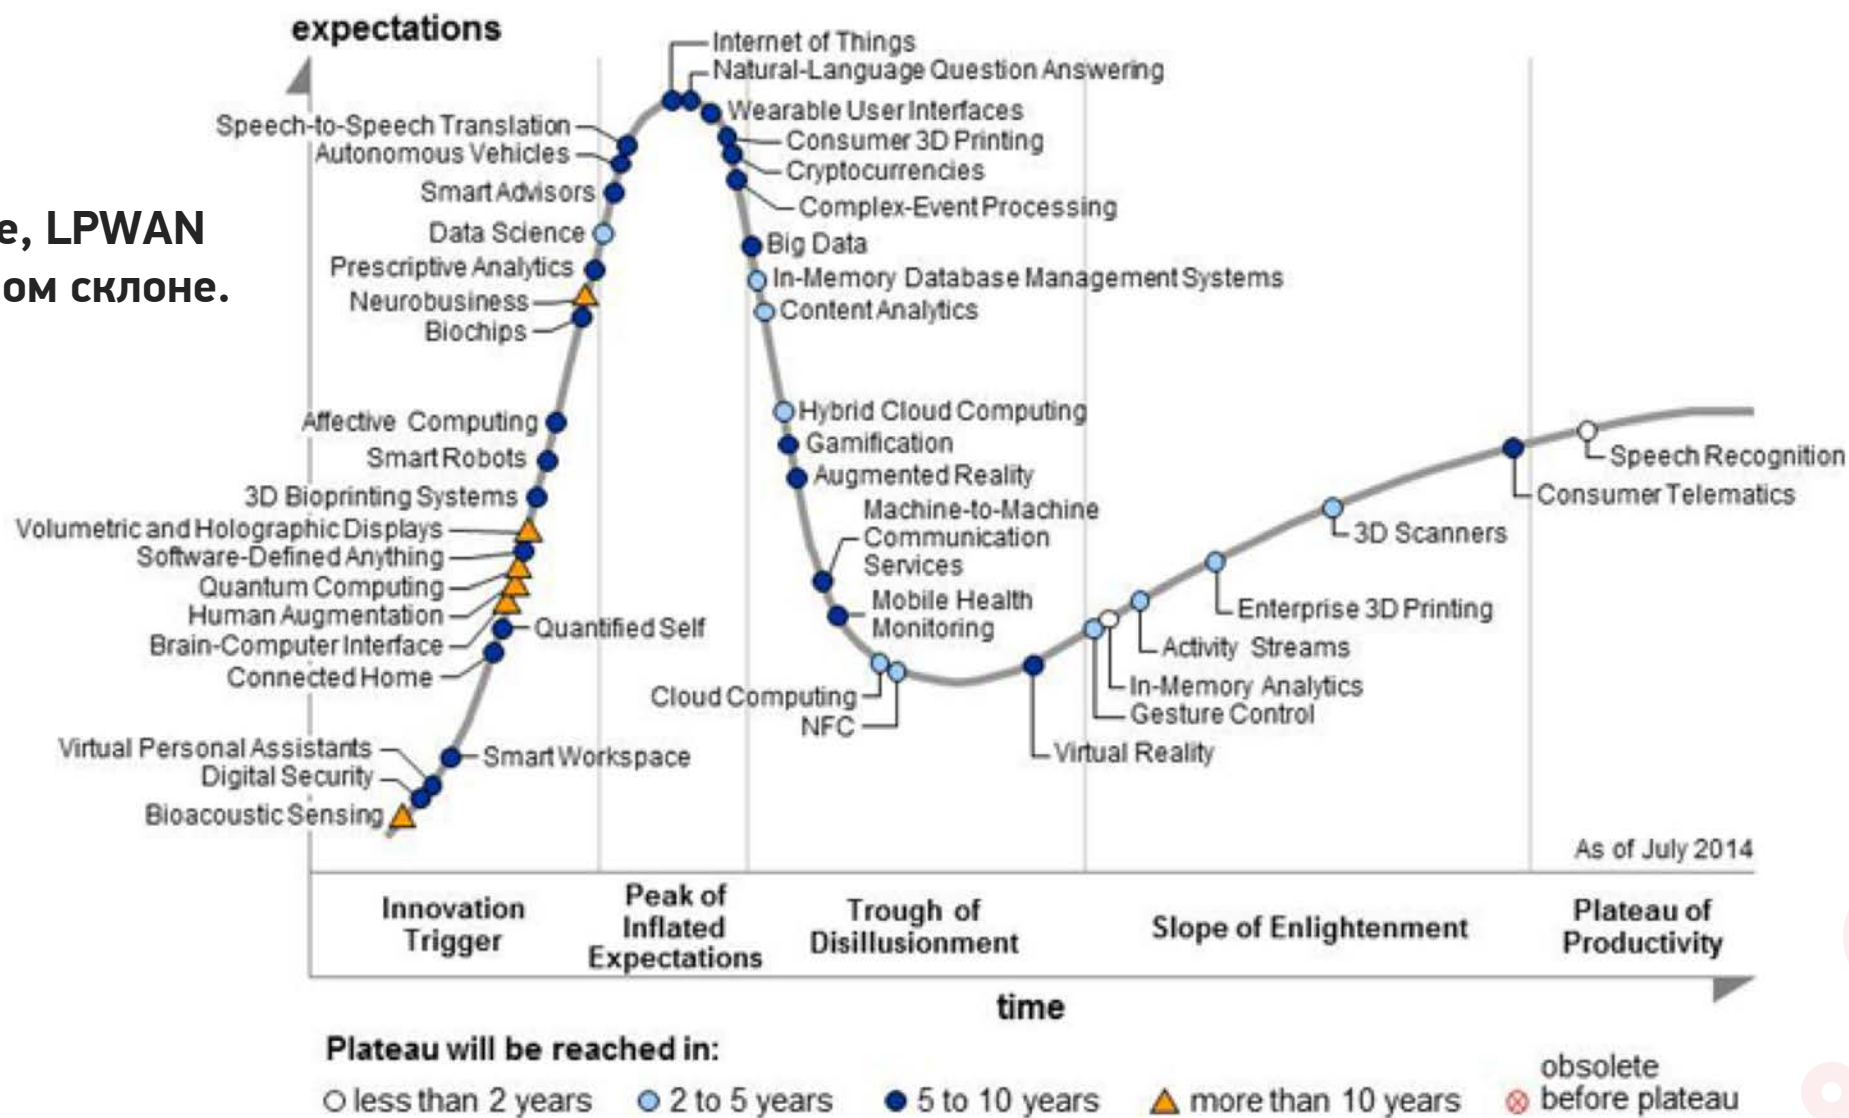 expectations
е, LPWAN
ом склоне.
Internet of Things
Natural-Language Question Answering
Wearable User Interfaces
Consumer 3D Printing
Cryptocurrencies
Complex-Event Processing
Speech-to-Speech Translation
Autonomous Vehicles
Smart Advisors
Data Science
Prescriptive Analytics
Neurobusiness
Biochips
Big Data
In-Memory Database Management Systems
Content Analytics
Affective Computing
Smart Robots
3D Bioprinting Systems
Volumetric and Holographic Displays
Software-Defined Anything
Quantum Computing
Human Augmentation
Brain-Computer Interface
Connected Home
Quantified Self
Virtual Personal Assistants
Digital Security
Bioacoustic Sensing
Smart Workspace
Hybrid Cloud Computing
Gamification
Augmented Reality
Machine-to-Machine
Communication
Services
Mobile Health
Monitoring
Cloud Computing
NFC
Virtual Reality
Gesture Control
In-Memory Analytics
Activity Streams
Enterprise 3D Printing
3D Scanners
Consumer Telematics
Speech Recognition
As of July 2014
Innovation
Trigger
Peak of
Inflated
Expectations
Trough of
Disillusionment
Slope of Enlightenment
Plateau of
Productivity
time
Plateau will be reached in:
less than 2 years
2 to 5 years
5 to 10 years
more than 10 years
obsolete
before plateau